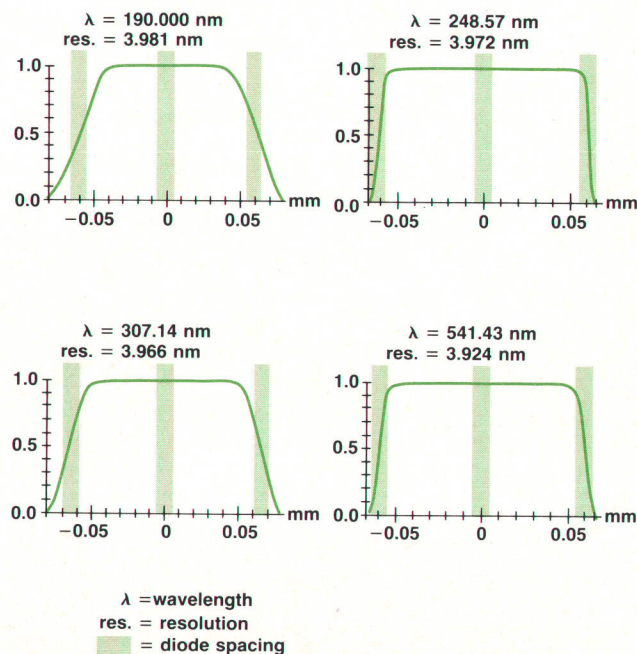 λ = 190.000 nm
res. = 3.981 nm
1.0
0.5
0.0
−0.05 0 0.05 mm
λ = 248.57 nm
res. = 3.972 nm
1.0
0.5
0.0
−0.05 0 0.05 mm
λ = 307.14 nm
res. = 3.966 nm
1.0
0.5
0.0
−0.05 0 0.05 mm
λ = 541.43 nm
res. = 3.924 nm
1.0
0.5
0.0
−0.05 0 0.05 mm
λ =wavelength
res. = resolution
= diode spacing